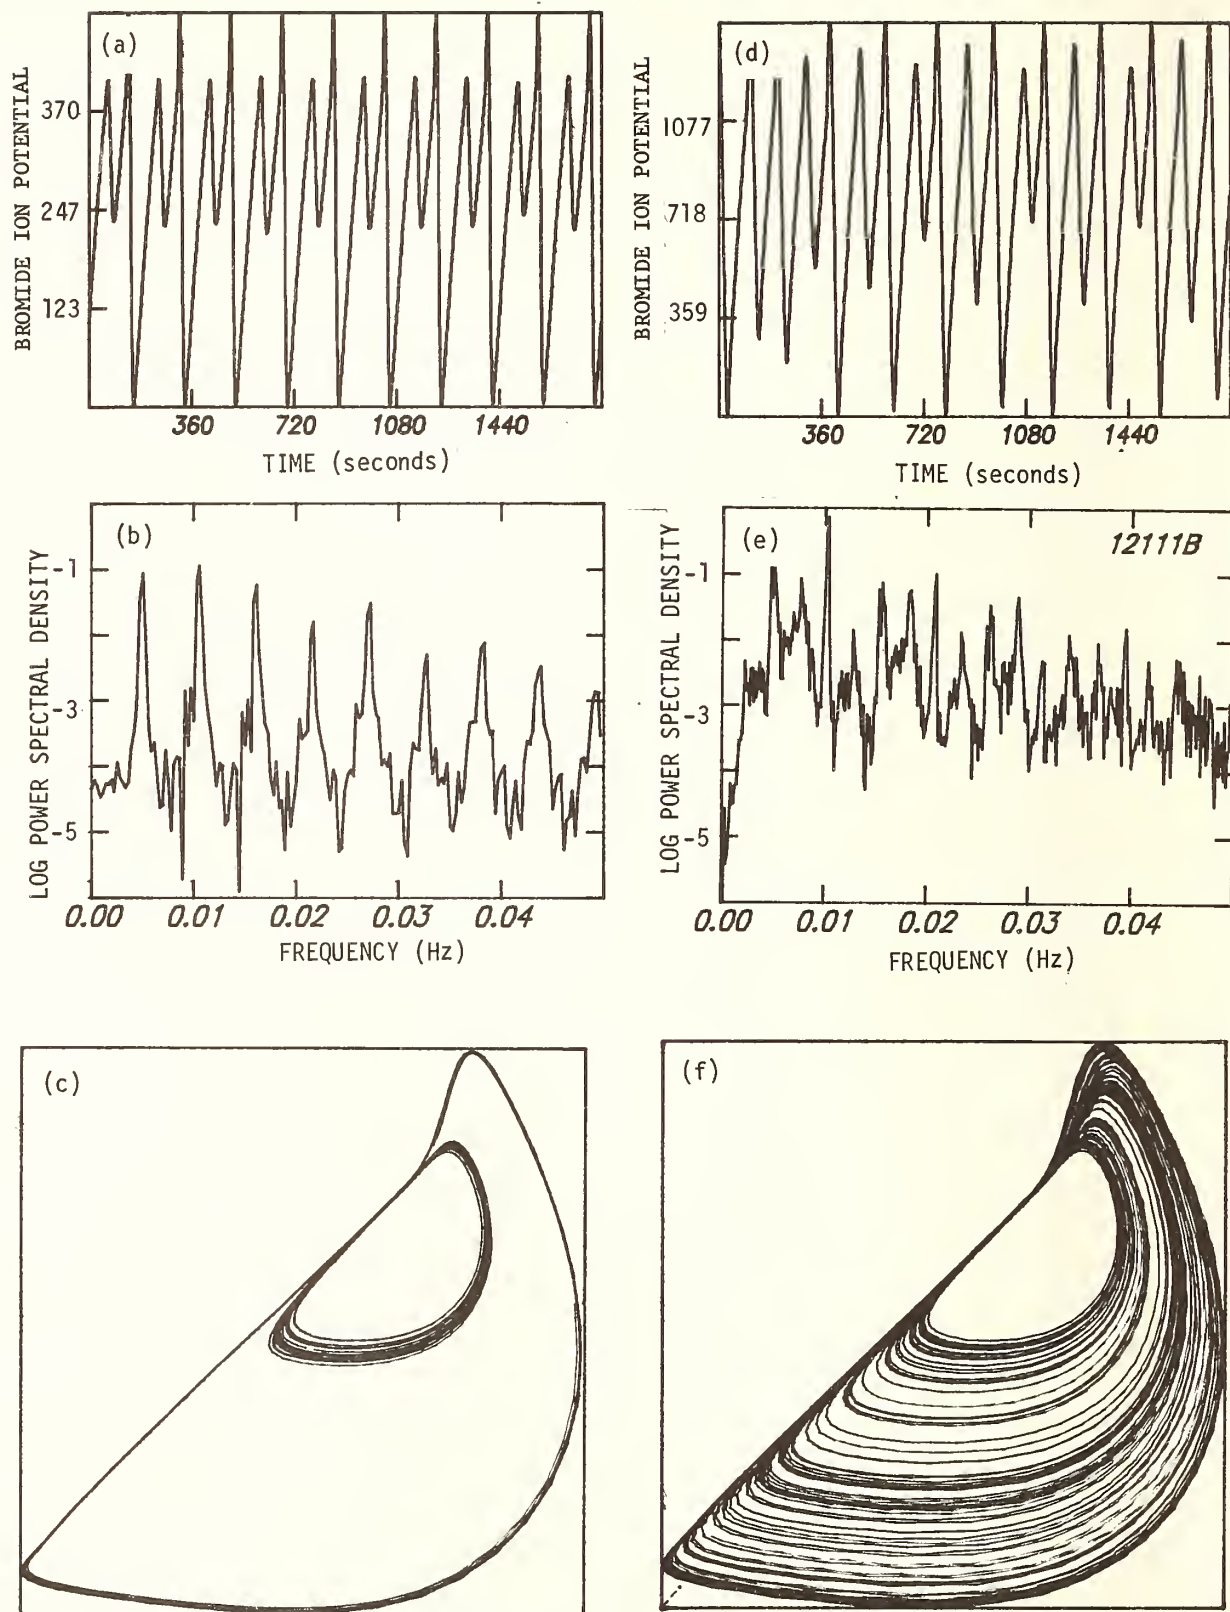 (a)
BROMIDE ION POTENTIAL
370
247
123
360 720 1080 1440
TIME (seconds)
(d)
BROMIDE ION POTENTIAL
1077
718
359
360 720 1080 1440
TIME (seconds)
(b)
LOG POWER SPECTRAL DENSITY
-1
-3
-5
0.00 0.01 0.02 0.03 0.04
FREQUENCY (Hz)
(e)
12111B
LOG POWER SPECTRAL DENSITY
-1
-3
-5
0.00 0.01 0.02 0.03 0.04
FREQUENCY (Hz)
(c)
(f)